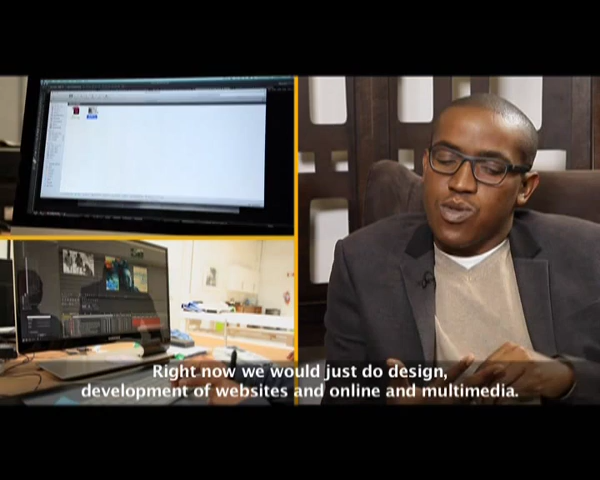 Right now we would just do design,
development of websites and online and multimedia.